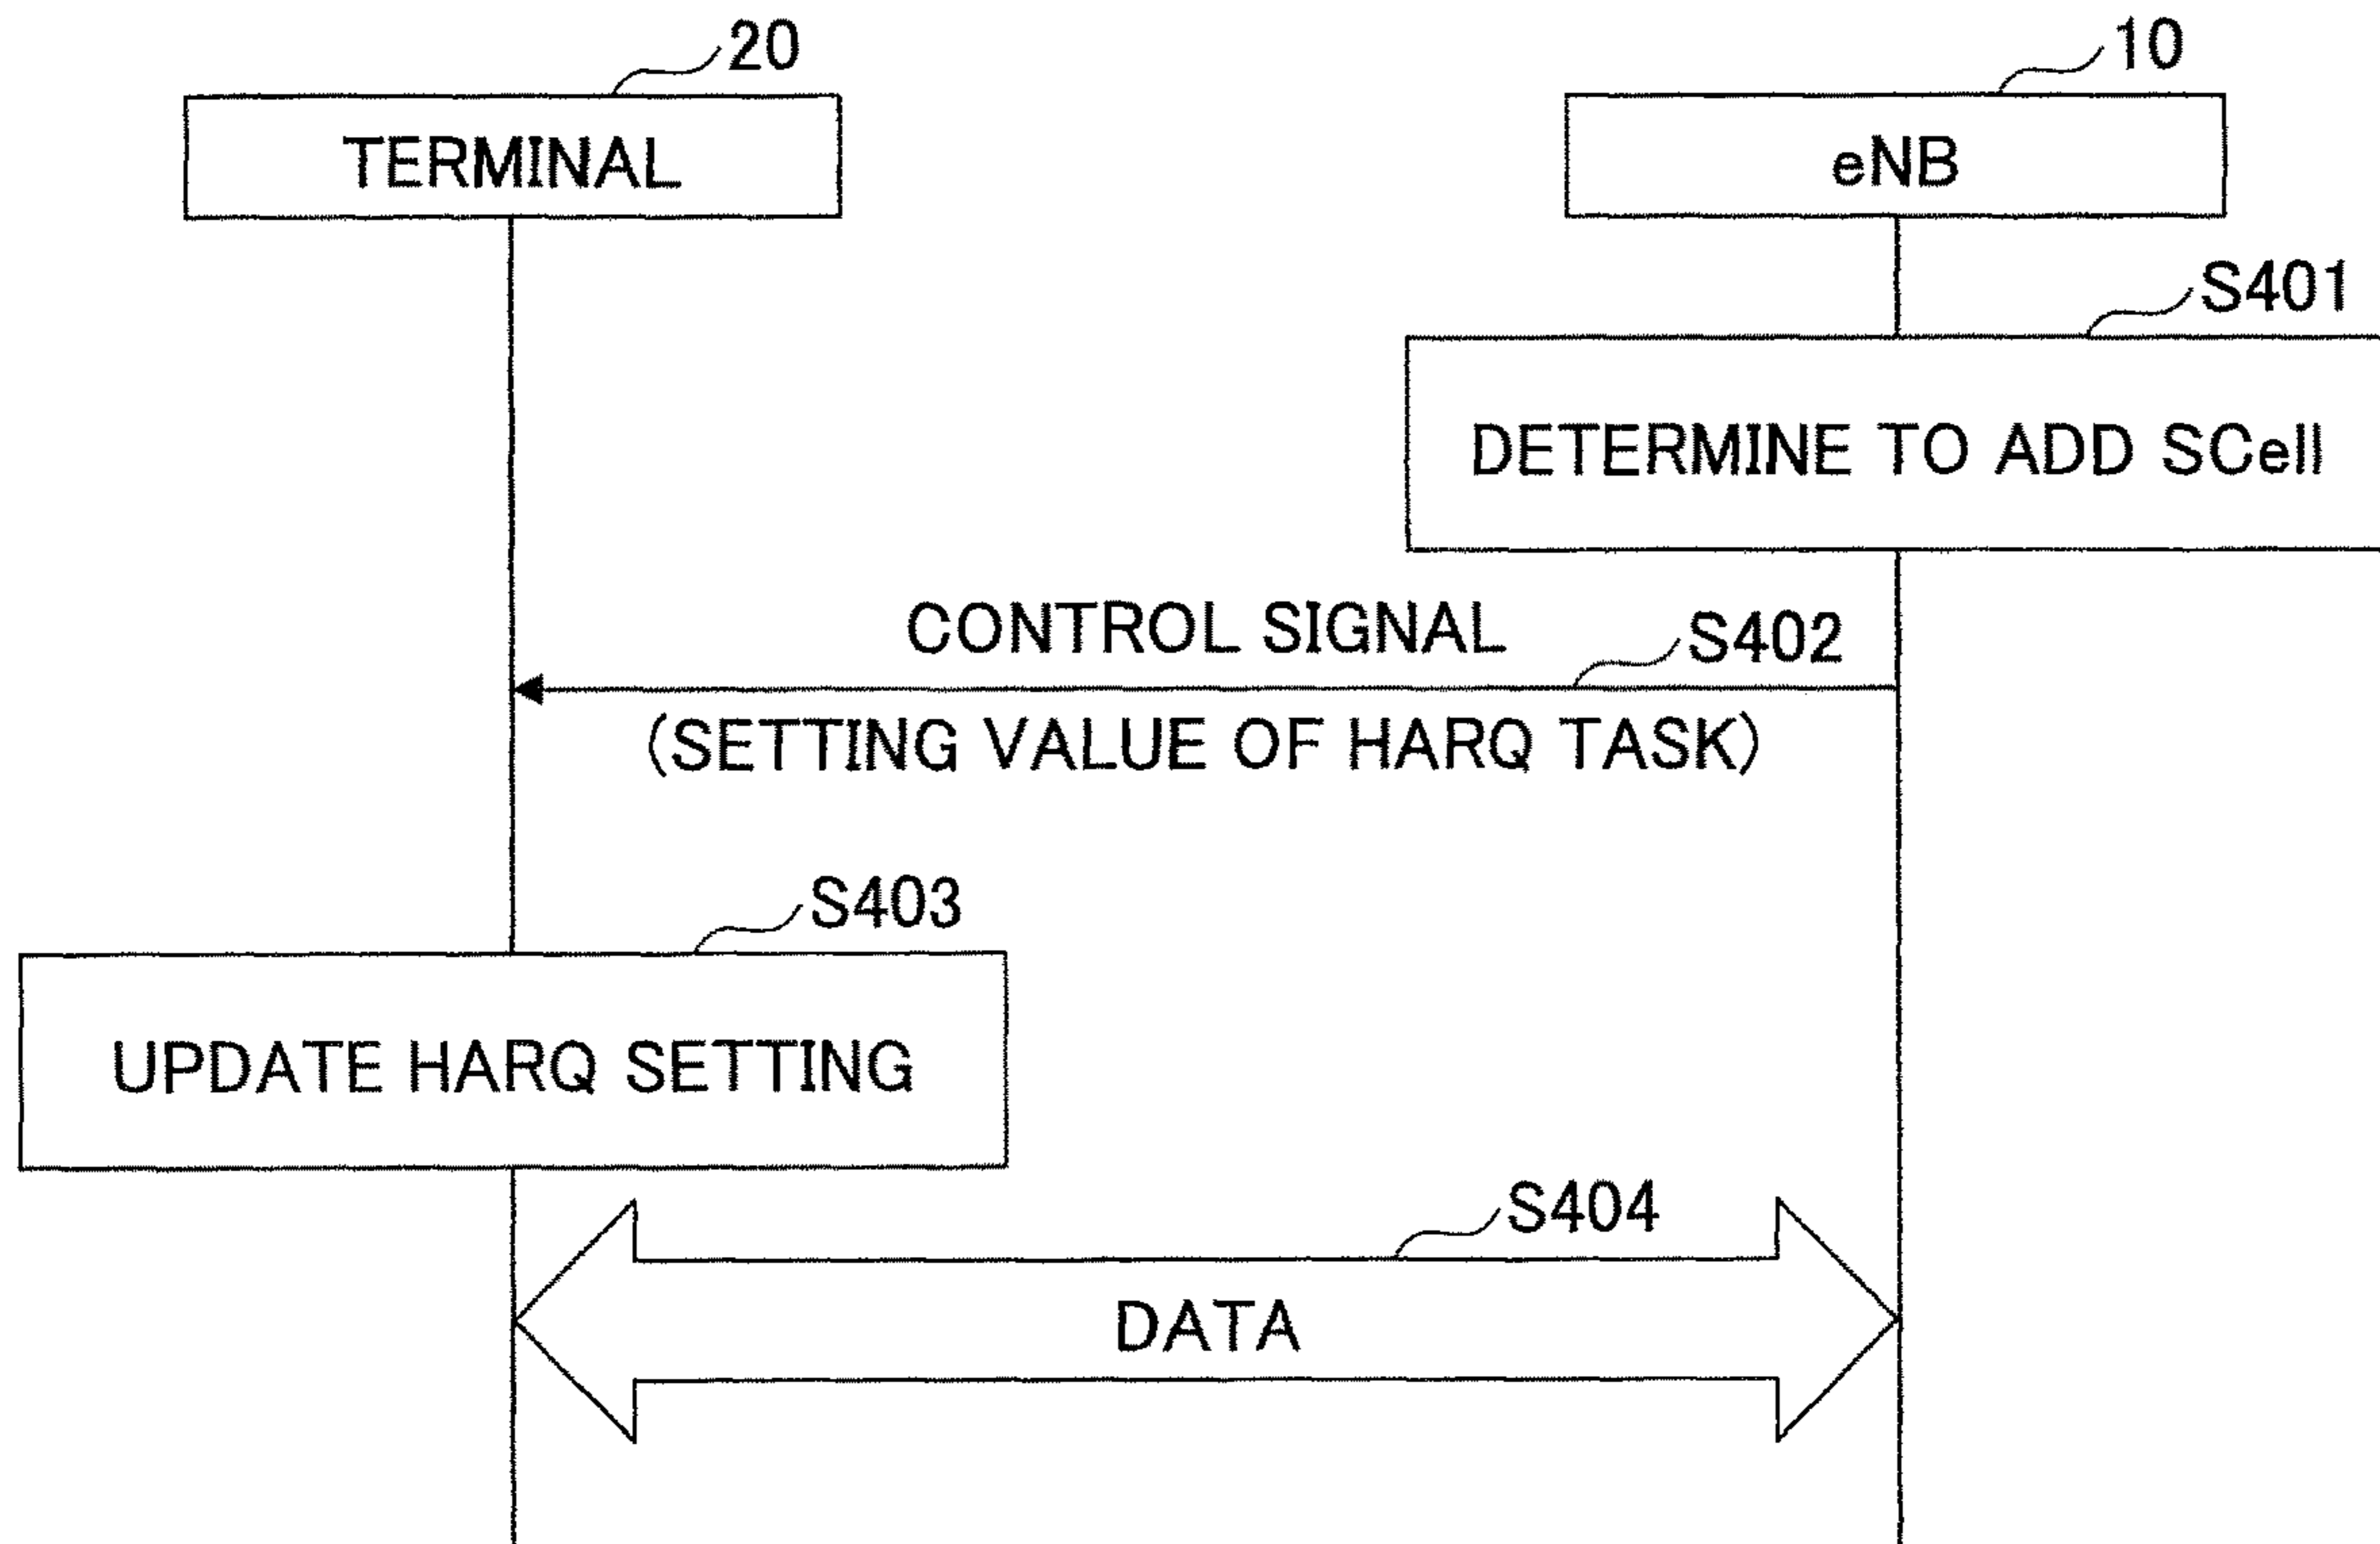 20
10
TERMINAL
eNB
S401
DETERMINE TO ADD SCell
CONTROL SIGNAL
S402
(SETTING VALUE OF HARQ TASK)
S403
UPDATE HARQ SETTING
S404
DATA